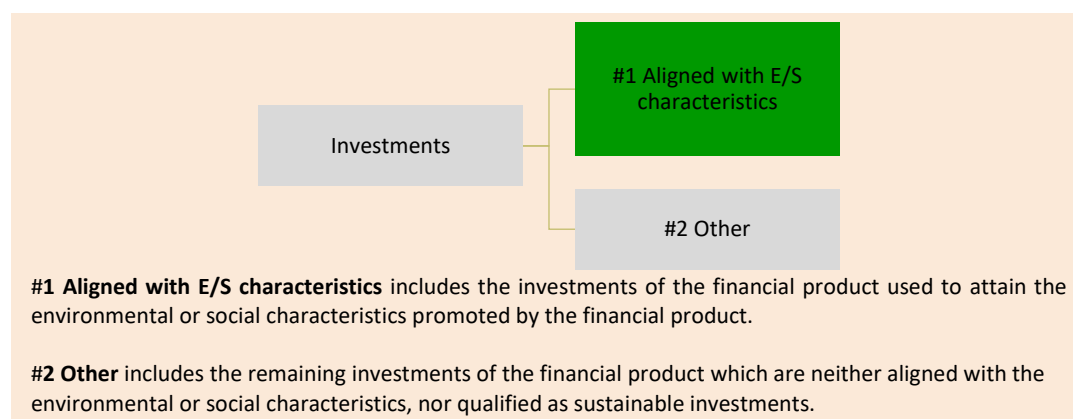 #1 Aligned with E/S
characteristics
Investments
#2 Other
#1 Aligned with E/S characteristics includes the investments of the financial product used to attain the
environmental or social characteristics promoted by the financial product.
#2 Other includes the remaining investments of the financial product which are neither aligned with the
environmental or social characteristics, nor qualified as sustainable investments.